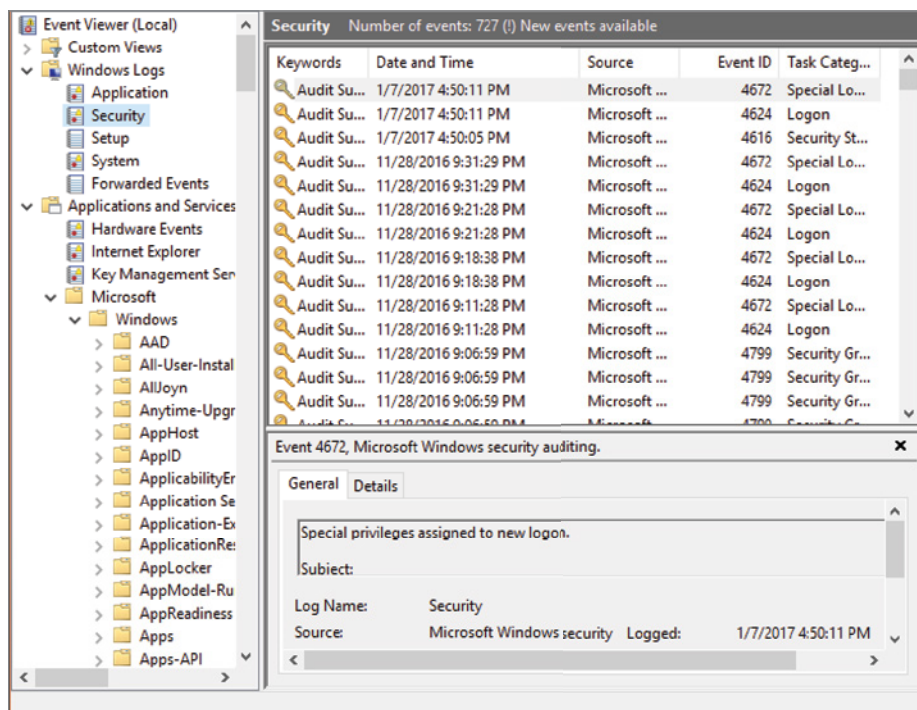 Event Viewer (Local)
Custom Views
Windows Logs
Application
Security
Setup
System
Forwarded Events
Applications and Services
Hardware Events
Internet Explorer
Key Management Ser
Microsoft
Windows
AAD
All-User-Instal
AllJoyn
Anytime-Upgr
AppHost
AppID
ApplicabilityEr
Application Se
Application-Ex
ApplicationRe
AppLocker
AppModel-Ru
AppReadiness
Apps
Apps-API
Security Number of events: 727 (!) New events available
Keywords Date and Time Source Event ID Task Categ...
Audit Su... 1/7/2017 4:50:11 PM Microsoft ... 4672 Special Lo...
Audit Su... 1/7/2017 4:50:11 PM Microsoft ... 4624 Logon
Audit Su... 1/7/2017 4:50:05 PM Microsoft ... 4616 Security St...
Audit Su... 11/28/2016 9:31:29 PM Microsoft ... 4672 Special Lo...
Audit Su... 11/28/2016 9:31:29 PM Microsoft ... 4624 Logon
Audit Su... 11/28/2016 9:21:28 PM Microsoft ... 4672 Special Lo...
Audit Su... 11/28/2016 9:21:28 PM Microsoft ... 4624 Logon
Audit Su... 11/28/2016 9:18:38 PM Microsoft ... 4672 Special Lo...
Audit Su... 11/28/2016 9:18:38 PM Microsoft ... 4624 Logon
Audit Su... 11/28/2016 9:11:28 PM Microsoft ... 4672 Special Lo...
Audit Su... 11/28/2016 9:11:28 PM Microsoft ... 4624 Logon
Audit Su... 11/28/2016 9:06:59 PM Microsoft ... 4799 Security Gr...
Audit Su... 11/28/2016 9:06:59 PM Microsoft ... 4799 Security Gr...
Audit Su... 11/28/2016 9:06:59 PM Microsoft ... 4799 Security Gr...
Event 4672, Microsoft Windows security auditing.
General Details
Special privileges assigned to new logon.
Subject:
Log Name: Security
Source: Microsoft Windows security Logged: 1/7/2017 4:50:11 PM